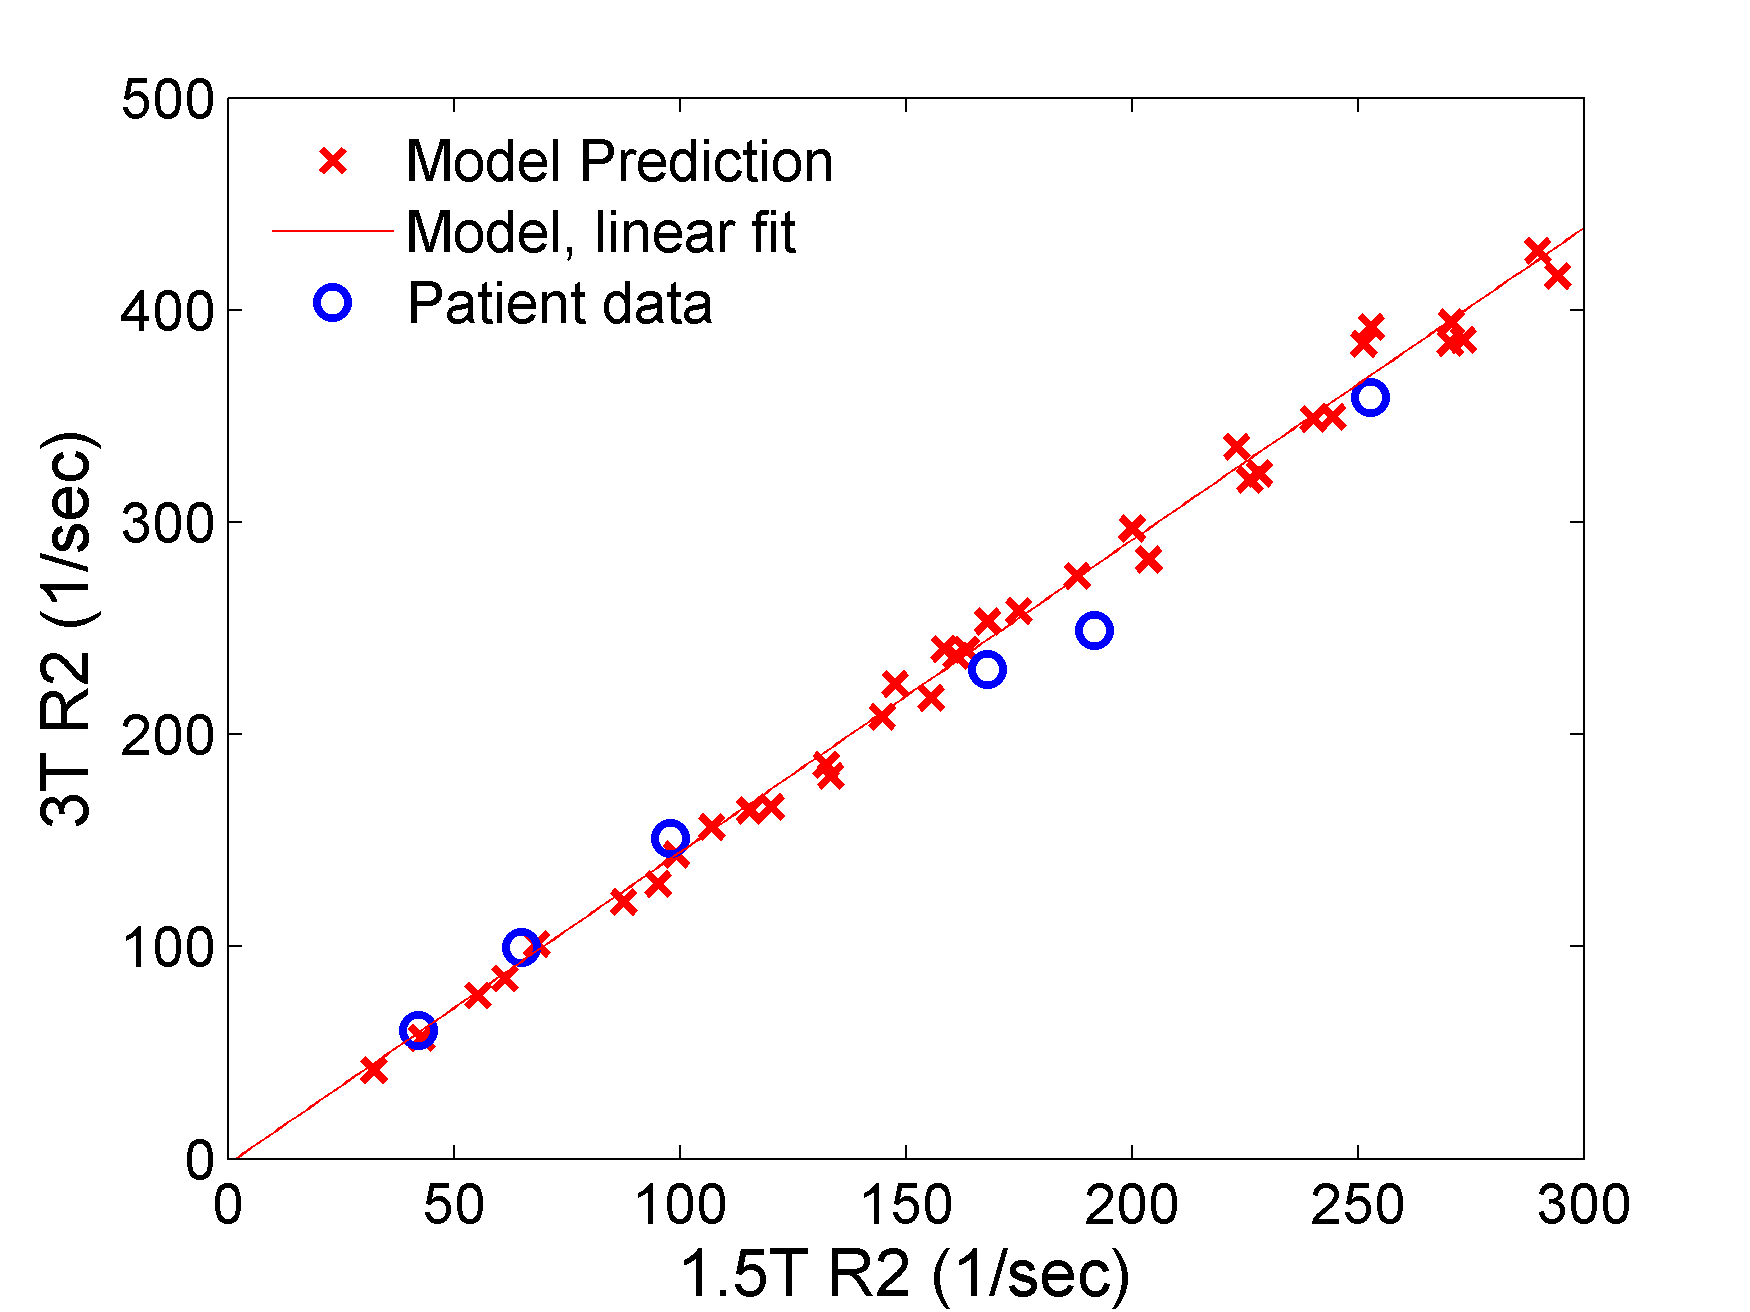 500
400
300
200
100
0
Model Prediction
Model, linear fit
Patient data
3T R2 (1/sec)
0 50 100 150 200 250 300
1.5T R2 (1/sec)